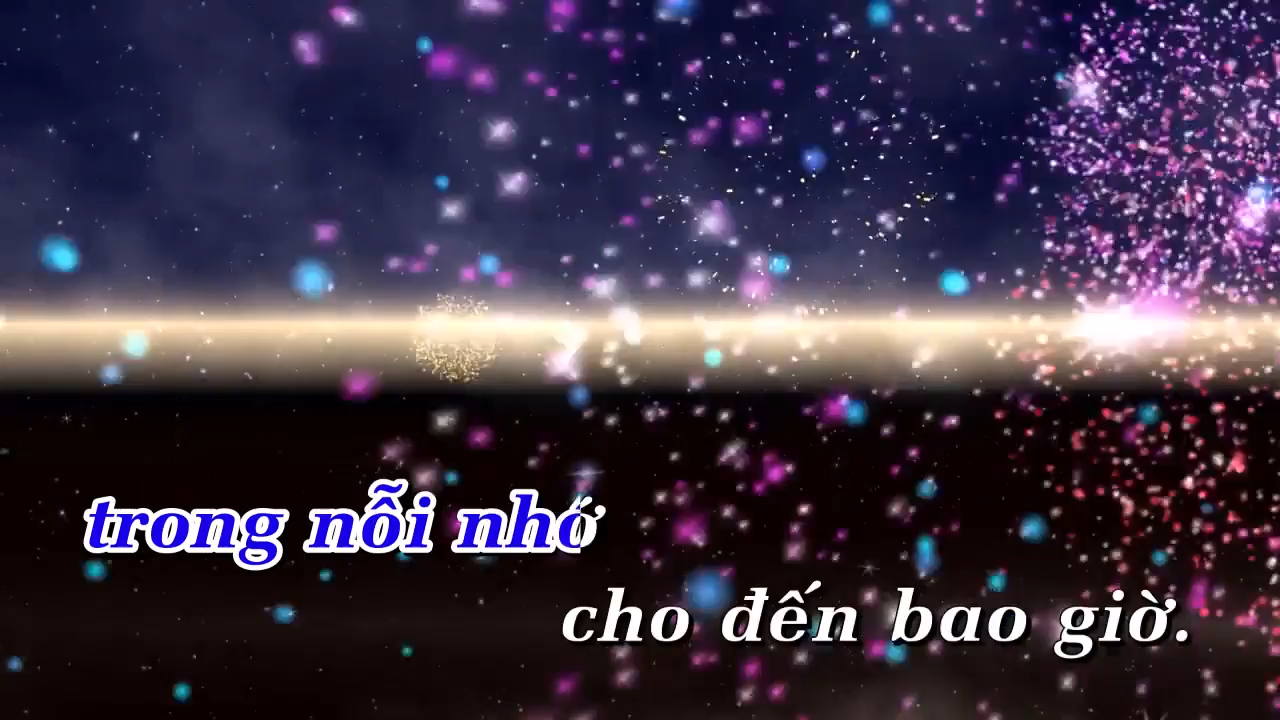 trong nỗi nhớ
cho đến bao giờ.